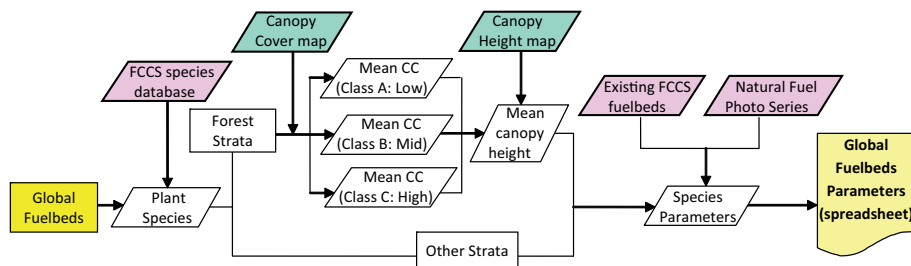 Canopy
Cover map
Canopy
Height map
FCCS species
database
Mean CC
(Class A: Low)
Existing FCCS
fuelbeds
Natural Fuel
Photo Series
Forest
Strata
Mean CC
(Class B: Mid)
Mean
canopy
height
Global
Fuelbeds
Parameters
(spreadsheet)
Global
Fuelbeds
Plant
Species
Mean CC
(Class C: High)
Species
Parameters
Other Strata